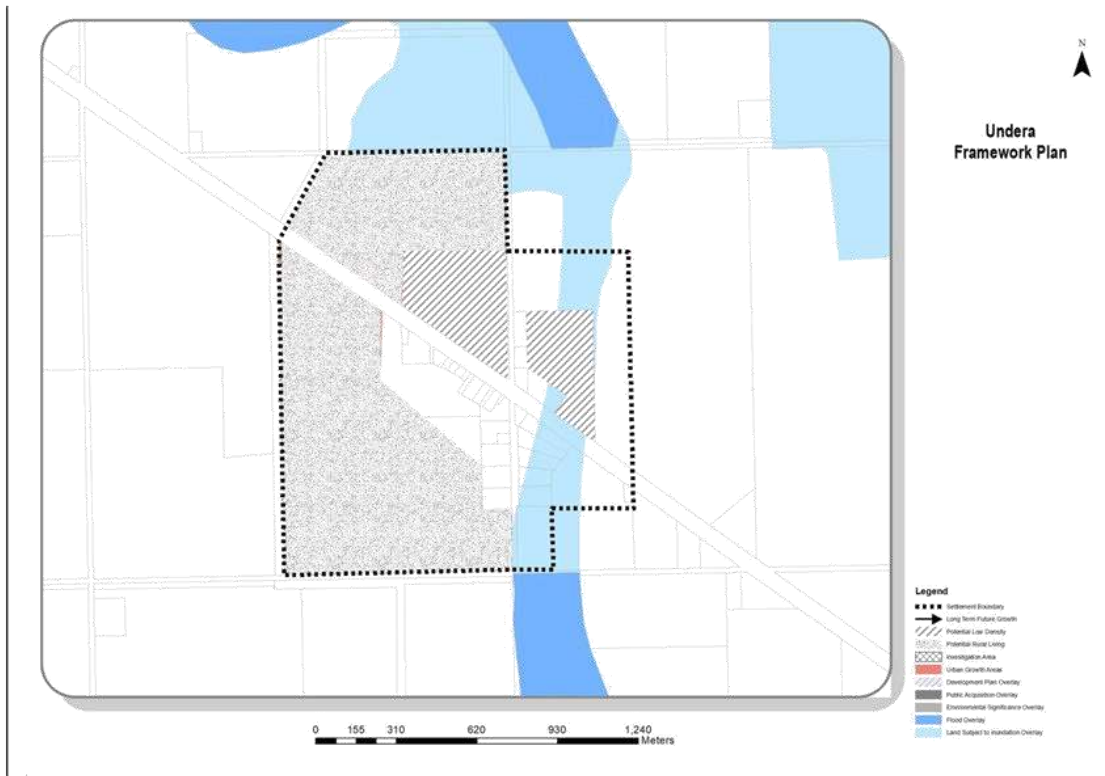 N
Undera
Framework Plan
Legend
Settlement Boundary
Long Term Future Growth
Potential Low Density
Potential Rural Living
Investigation Area
Urban Growth Areas
Development Plan Overlay
Public Acquisition Overlay
Environmental Significance Overlay
Flood Overlay
Land Subject to Inundation Overlay
0 155 310 620 930 1,240
Meters